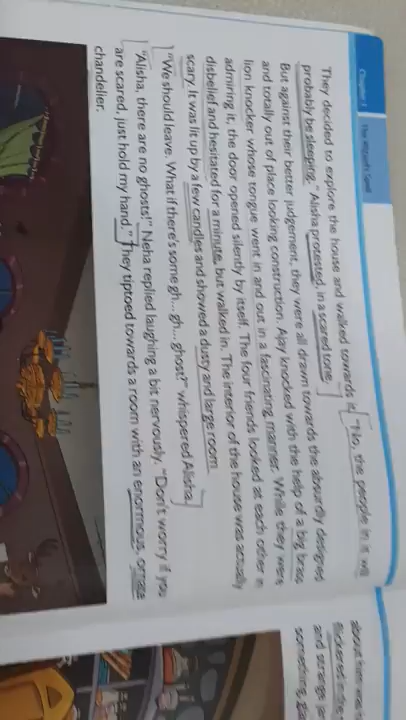 Chapter 1 The Wizard's Spell
They decided to explore the house and walked towards it. "No, the people in it will
probably be sleeping." Alisha protested, in a scared tone.
But against their better judgement, they were all drawn towards the absurdly designed
and totally out of place looking construction. Ajay knocked with the help of a big brass
lion knocker whose tongue went in and out in a fascinating manner. While they were
admiring it, the door opened silently by itself. The four friends looked at each other in
disbelief and hesitated for a minute, but walked in. The interior of the house was actually
scary. It was lit up by a few candles and showed a dusty and large room.
"We should leave. What if there's some gh... gh... ghost?" whispered Alisha.
"Alisha, there are no ghosts!" Neha replied laughing a bit nervously. "Don't worry if you
are scared, just hold my hand." They tiptoed towards a room with an enormous, ornate
chandelier.
about
flickered
and strange
something,